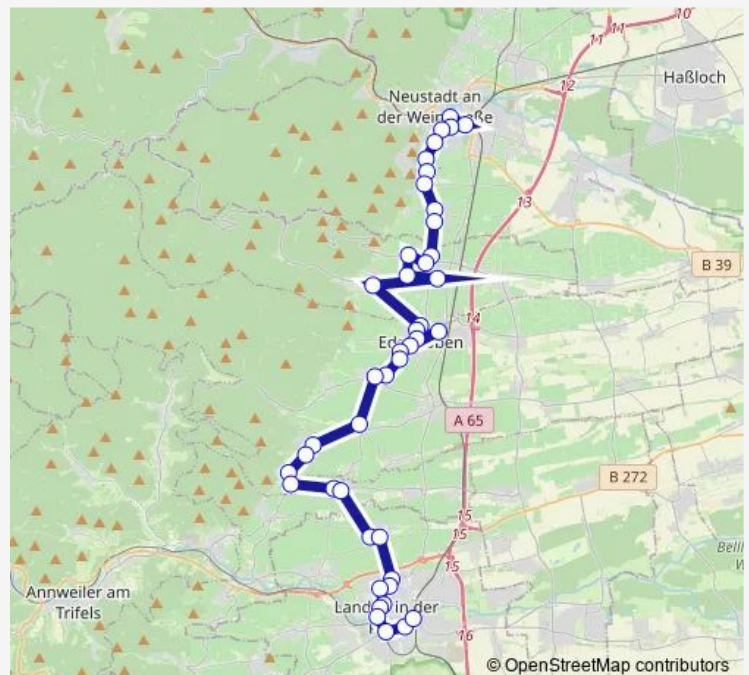 10
11
11
Haßloch
12
Neustadt an
der Weinstraße
13
B 39
14
Edenkoben
A 65
B 272
15
15
15
Annweiler am
Trifels
Landau in der
16
© OpenStreetMap contributors